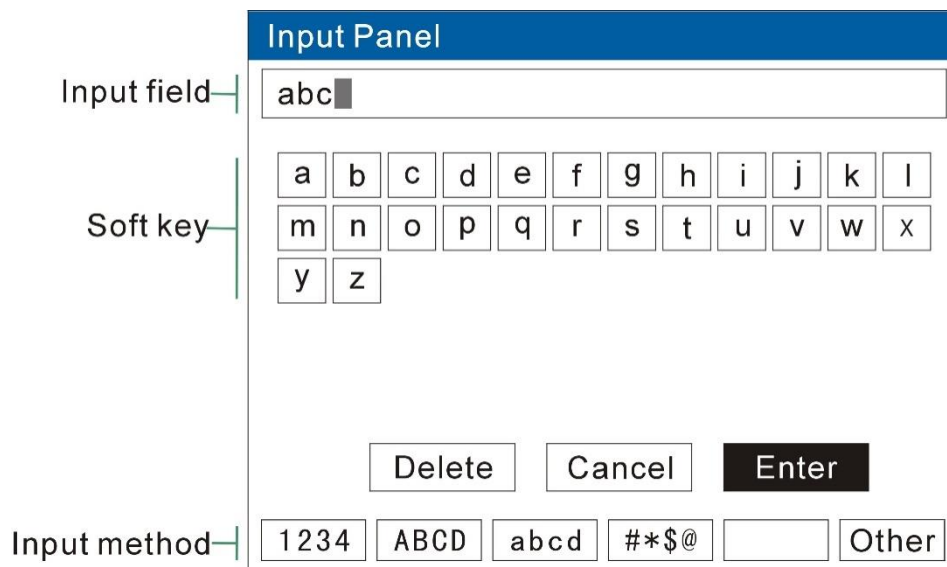 Input Panel
Input field
abc
Soft key
a b c d e f g h i j k l
m n o p q r s t u v w x
y z
Delete Cancel Enter
Input method
1234 ABCD abcd #*$@ Other